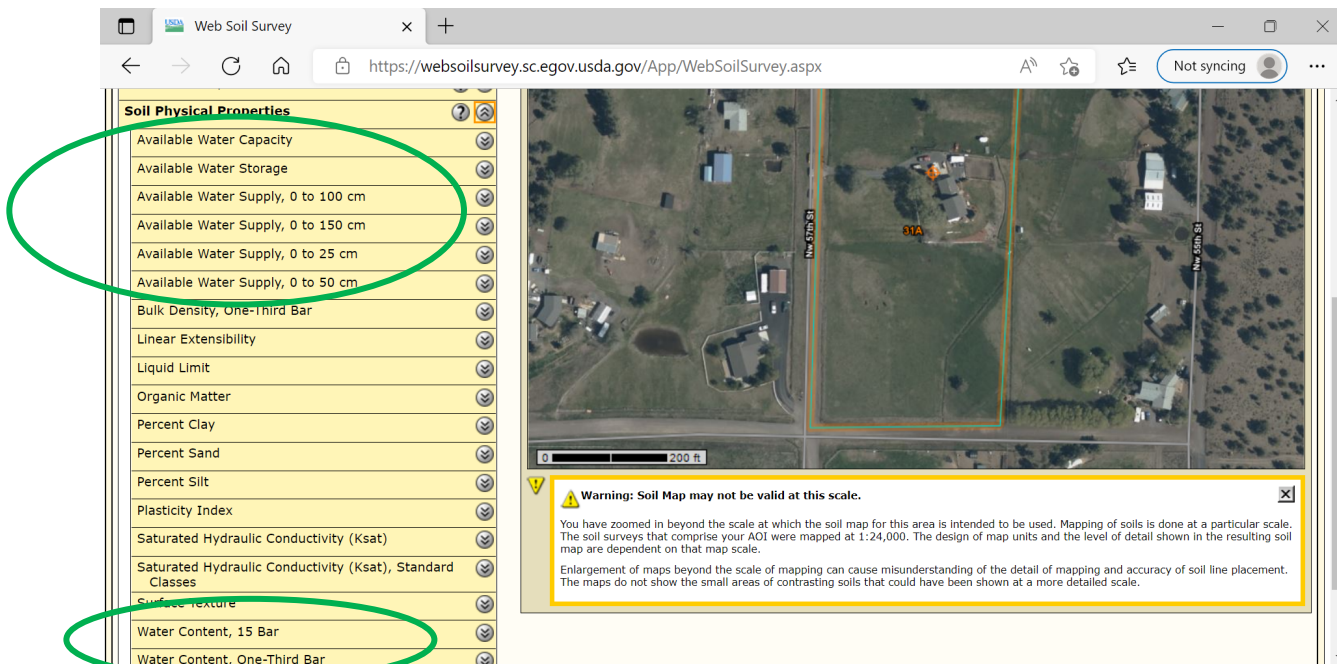 USDA
Web Soil Survey
https://websoilsurvey.sc.egov.usda.gov/App/WebSoilSurvey.aspx
Not syncing
Soil Physical Properties
Available Water Capacity
Available Water Storage
Available Water Supply, 0 to 100 cm
Available Water Supply, 0 to 150 cm
Available Water Supply, 0 to 25 cm
Available Water Supply, 0 to 50 cm
Bulk Density, One-Third Bar
Linear Extensibility
Liquid Limit
Organic Matter
Percent Clay
Percent Sand
Percent Silt
Plasticity Index
Saturated Hydraulic Conductivity (Ksat)
Saturated Hydraulic Conductivity (Ksat), Standard
Classes
Surface Texture
Water Content, 15 Bar
Water Content, One-Third Bar
Nw 57th St
31A
Nw 55th St
0 200 ft
Warning: Soil Map may not be valid at this scale.
You have zoomed in beyond the scale at which the soil map for this area is intended to be used. Mapping of soils is done at a particular scale.
The soil surveys that comprise your AOI were mapped at 1:24,000. The design of map units and the level of detail shown in the resulting soil
map are dependent on that map scale.
Enlargement of maps beyond the scale of mapping can cause misunderstanding of the detail of mapping and accuracy of soil line placement.
The maps do not show the small areas of contrasting soils that could have been shown at a more detailed scale.